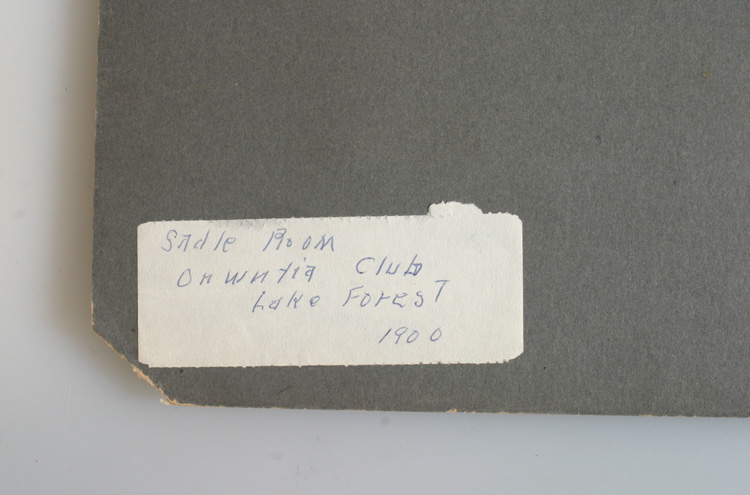 Sadle Room
Onwntia Club
Lake Forest
1900